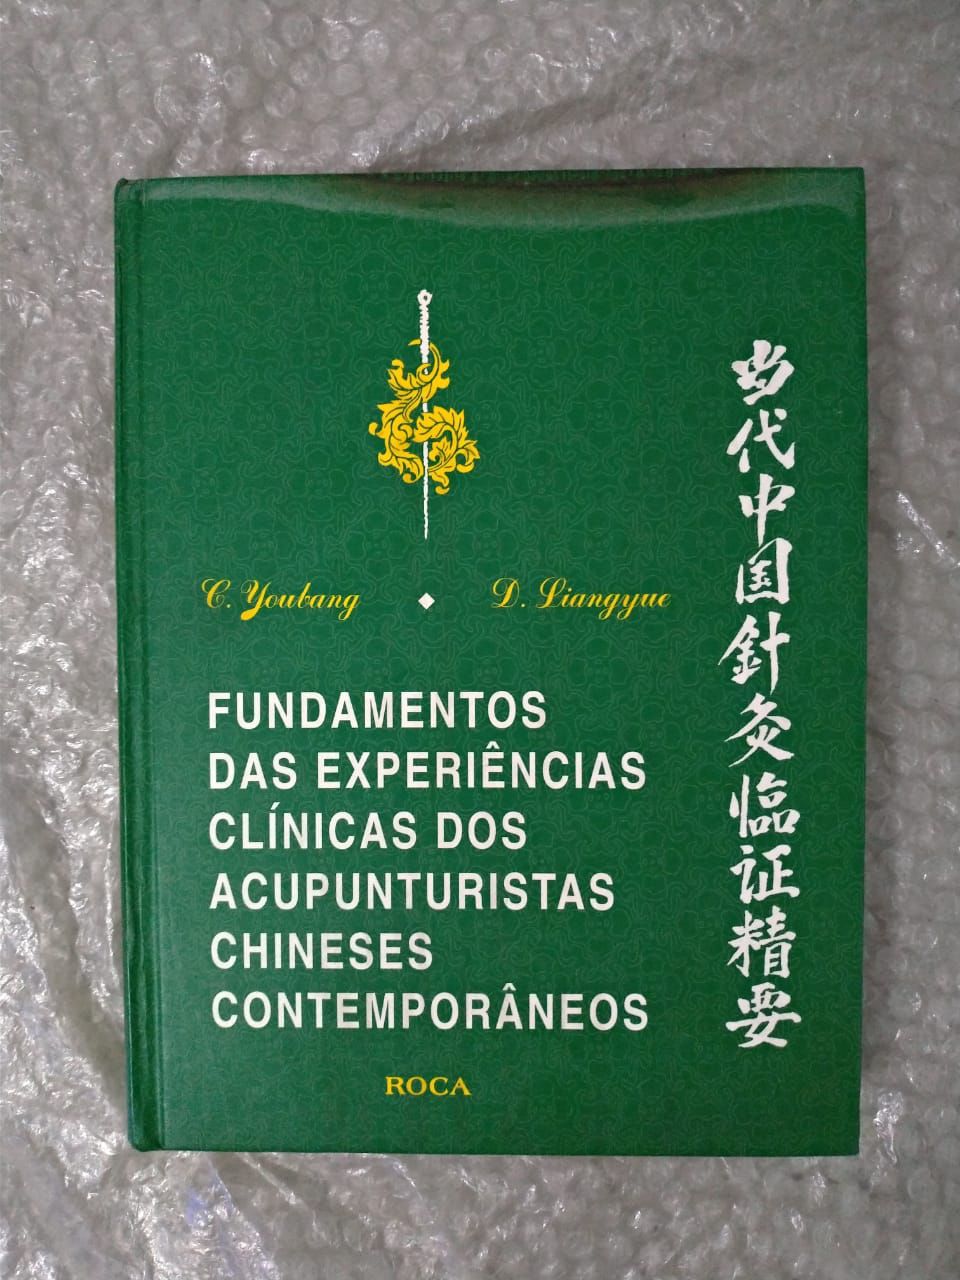 C. Youbang ◆ D. Liangyue
FUNDAMENTOS
DAS EXPERIÊNCIAS
CLÍNICAS DOS
ACUPUNTURISTAS
CHINESES
CONTEMPORÂNEOS
ROCA
当代中国針灸临证精要